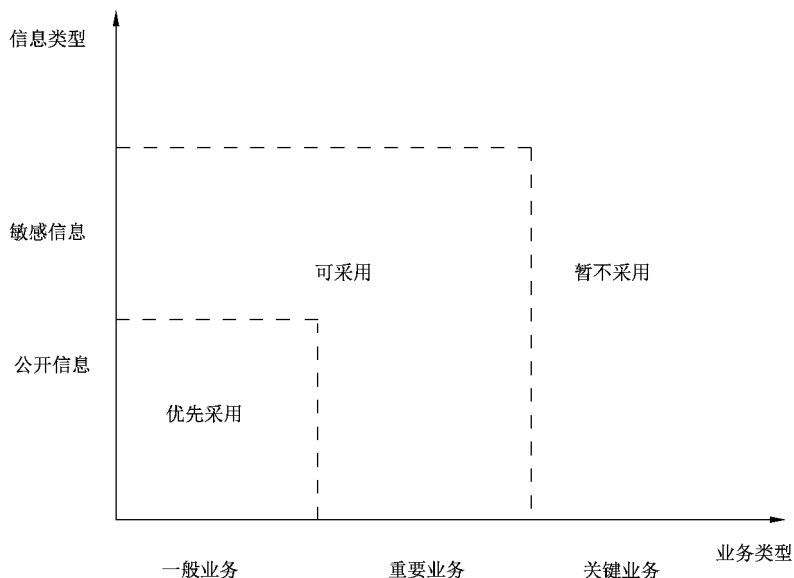 信息类型
敏感信息
可采用
暂不采用
公开信息
优先采用
业务类型
一般业务
重要业务
关键业务